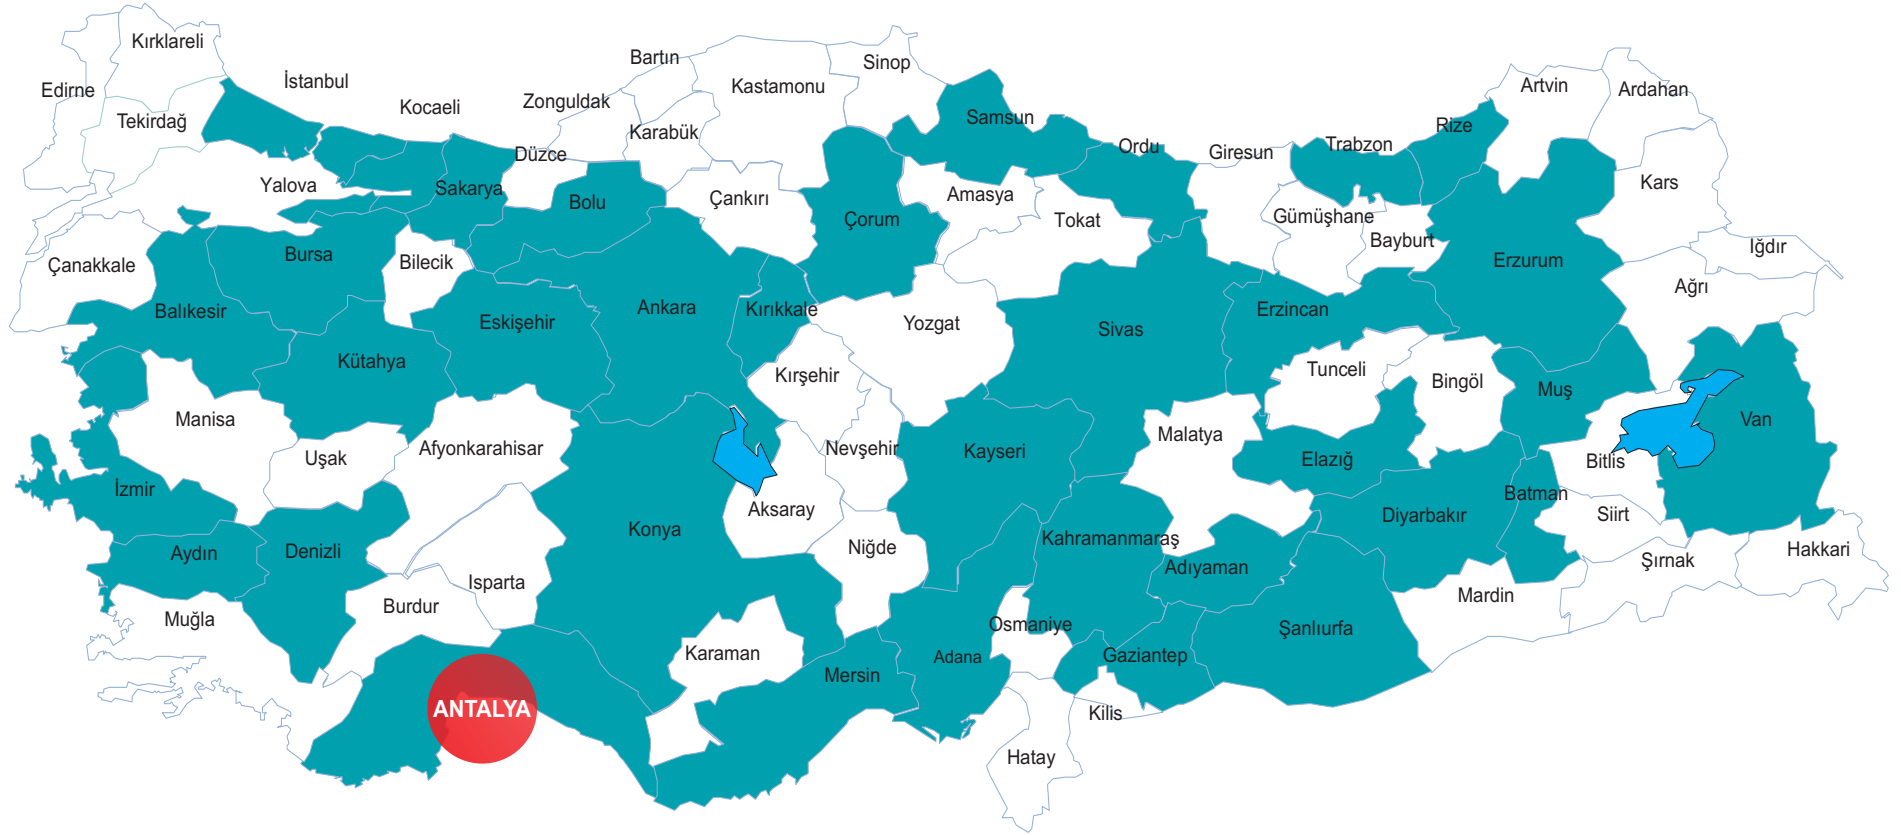 Kırklareli
Edirne
Tekirdağ
İstanbul
Kocaeli
Yalova
Zonguldak
Bartın
Karabük
Kastamonu
Sinop
Düzce
Sakarya
Bolu
Çankırı
Samsun
Amasya
Çorum
Tokat
Ordu
Giresun
Trabzon
Rize
Artvin
Ardahan
Kars
Gümüşhane
Bayburt
Erzurum
Iğdır
Ağrı
Çanakkale
Balıkesir
Bursa
Bilecik
Eskişehir
Kütahya
Ankara
Kırıkkale
Yozgat
Sivas
Erzincan
Tunceli
Bingöl
Muş
Van
Bitlis
Manisa
Uşak
Afyonkarahisar
Kırşehir
Nevşehir
Kayseri
Malatya
Elazığ
İzmir
Aydın
Denizli
Konya
Aksaray
Niğde
Kahramanmaraş
Adıyaman
Diyarbakır
Batman
Siirt
Şırnak
Hakkari
Mardin
Muğla
Burdur
Isparta
Karaman
Mersin
Adana
Osmaniye
Gaziantep
Şanlıurfa
ANTALYA
Kilis
Hatay